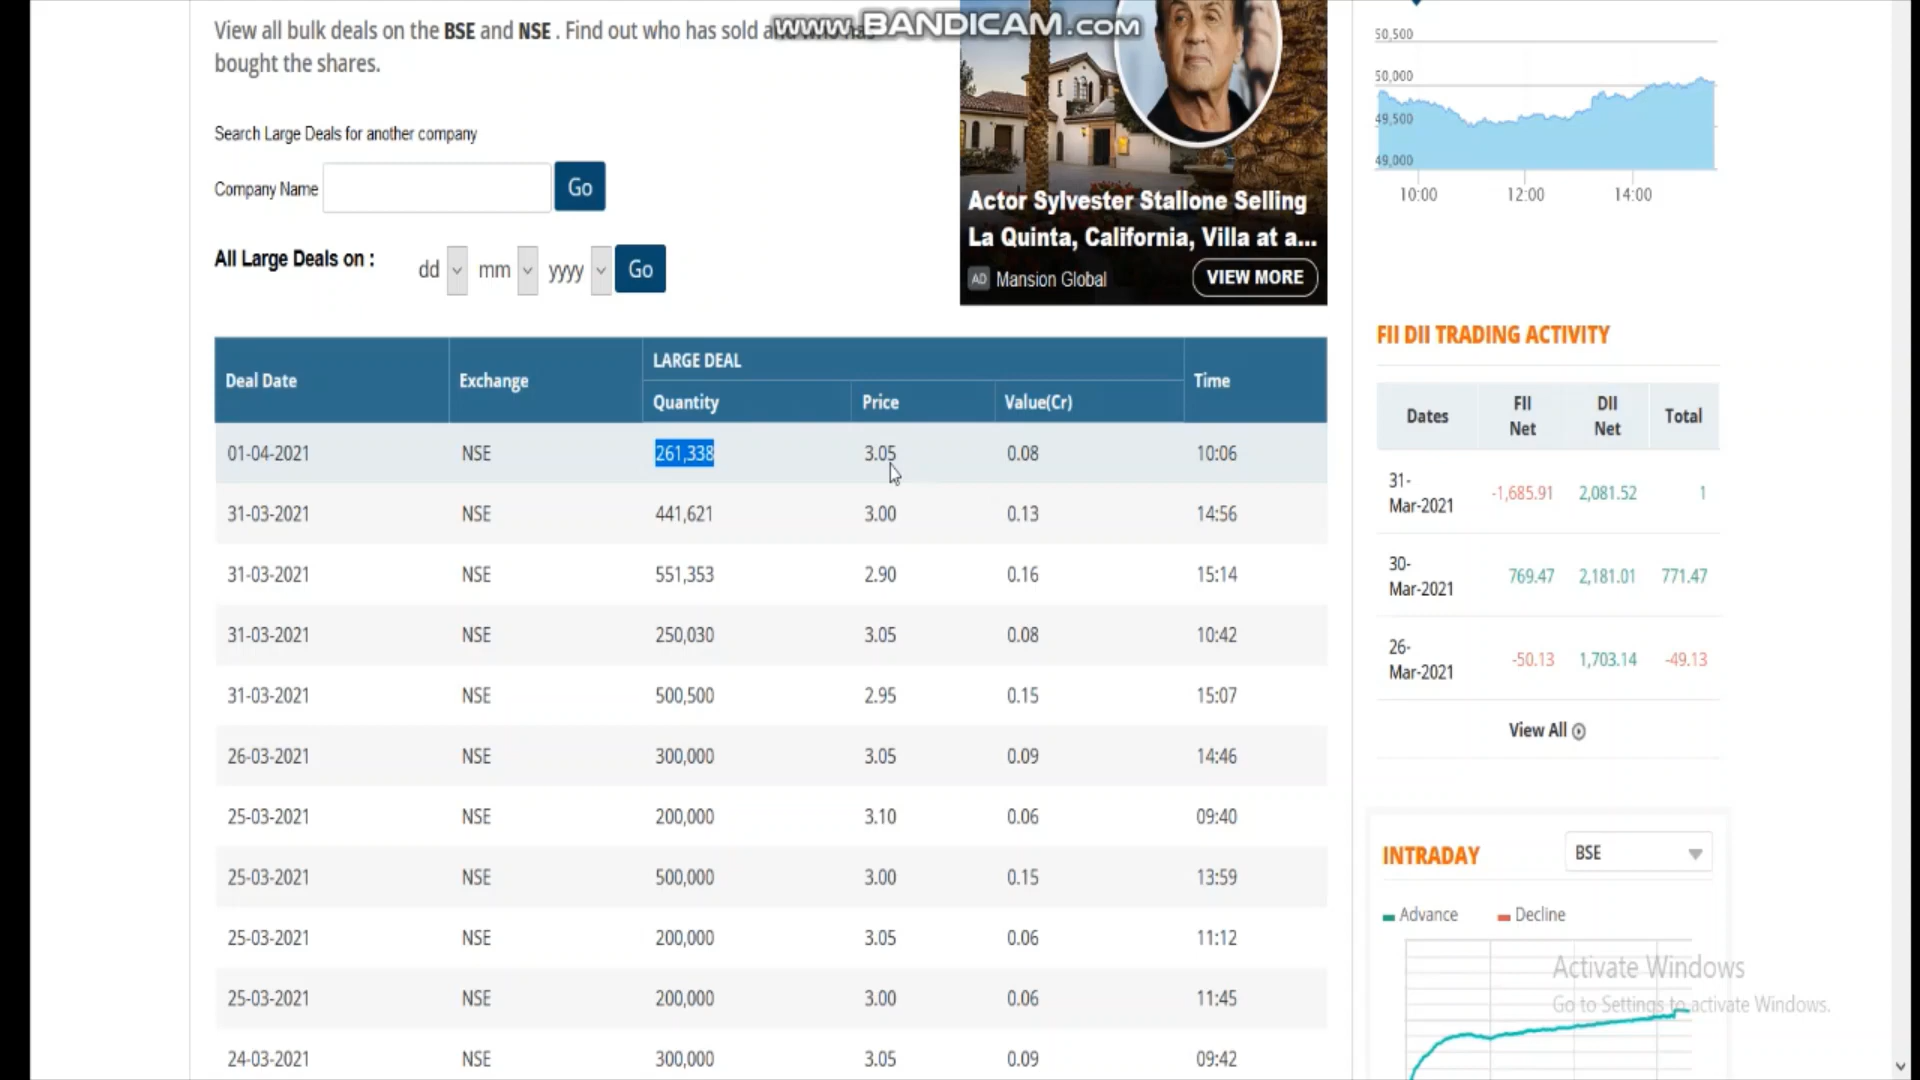 View all bulk deals on the BSE and NSE . Find out who has sold and who has
bought the shares.
www.BANDICAM.com
Search Large Deals for another company
Company Name
Go
All Large Deals on :
dd
mm
yyyy
Go
Actor Sylvester Stallone Selling
La Quinta, California, Villa at a...
AD Mansion Global
VIEW MORE
Deal Date Exchange LARGE DEAL Time
Quantity Price Value(Cr)
01-04-2021 NSE 261,338 3.05 0.08 10:06
31-03-2021 NSE 441,621 3.00 0.13 14:56
31-03-2021 NSE 551,353 2.90 0.16 15:14
31-03-2021 NSE 250,030 3.05 0.08 10:42
31-03-2021 NSE 500,500 2.95 0.15 15:07
26-03-2021 NSE 300,000 3.05 0.09 14:46
25-03-2021 NSE 200,000 3.10 0.06 09:40
25-03-2021 NSE 500,000 3.00 0.15 13:59
25-03-2021 NSE 200,000 3.05 0.06 11:12
25-03-2021 NSE 200,000 3.00 0.06 11:45
24-03-2021 NSE 300,000 3.05 0.09 09:42
50,500
50,000
49,500
49,000
10:00 12:00 14:00
FII DII TRADING ACTIVITY
Dates FII Net DII Net Total
31-Mar-2021 -1,685.91 2,081.52 1
30-Mar-2021 769.47 2,181.01 771.47
26-Mar-2021 -50.13 1,703.14 -49.13
View All
INTRADAY
BSE
Advance Decline
Activate Windows
Go to Settings to activate Windows.